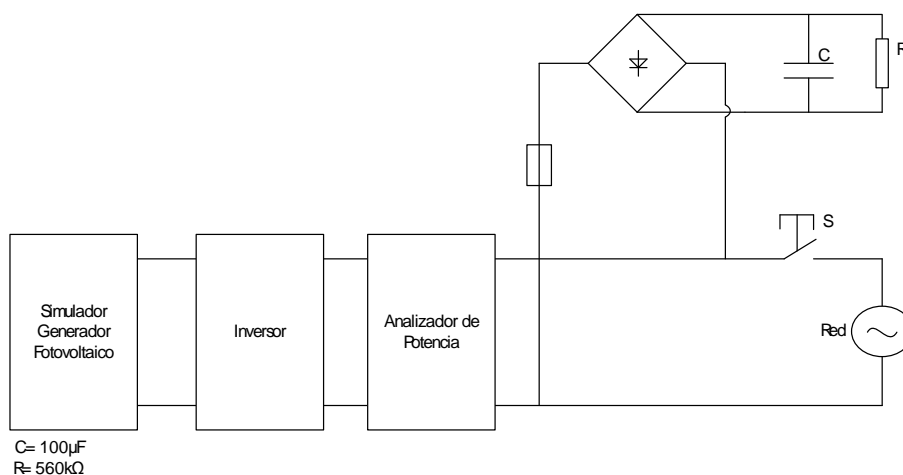 C
R
S
Simulador
Generador
Fotovoltaico
Inversor
Analizador de
Potencia
Red
C= 100µF
R= 560kΩ